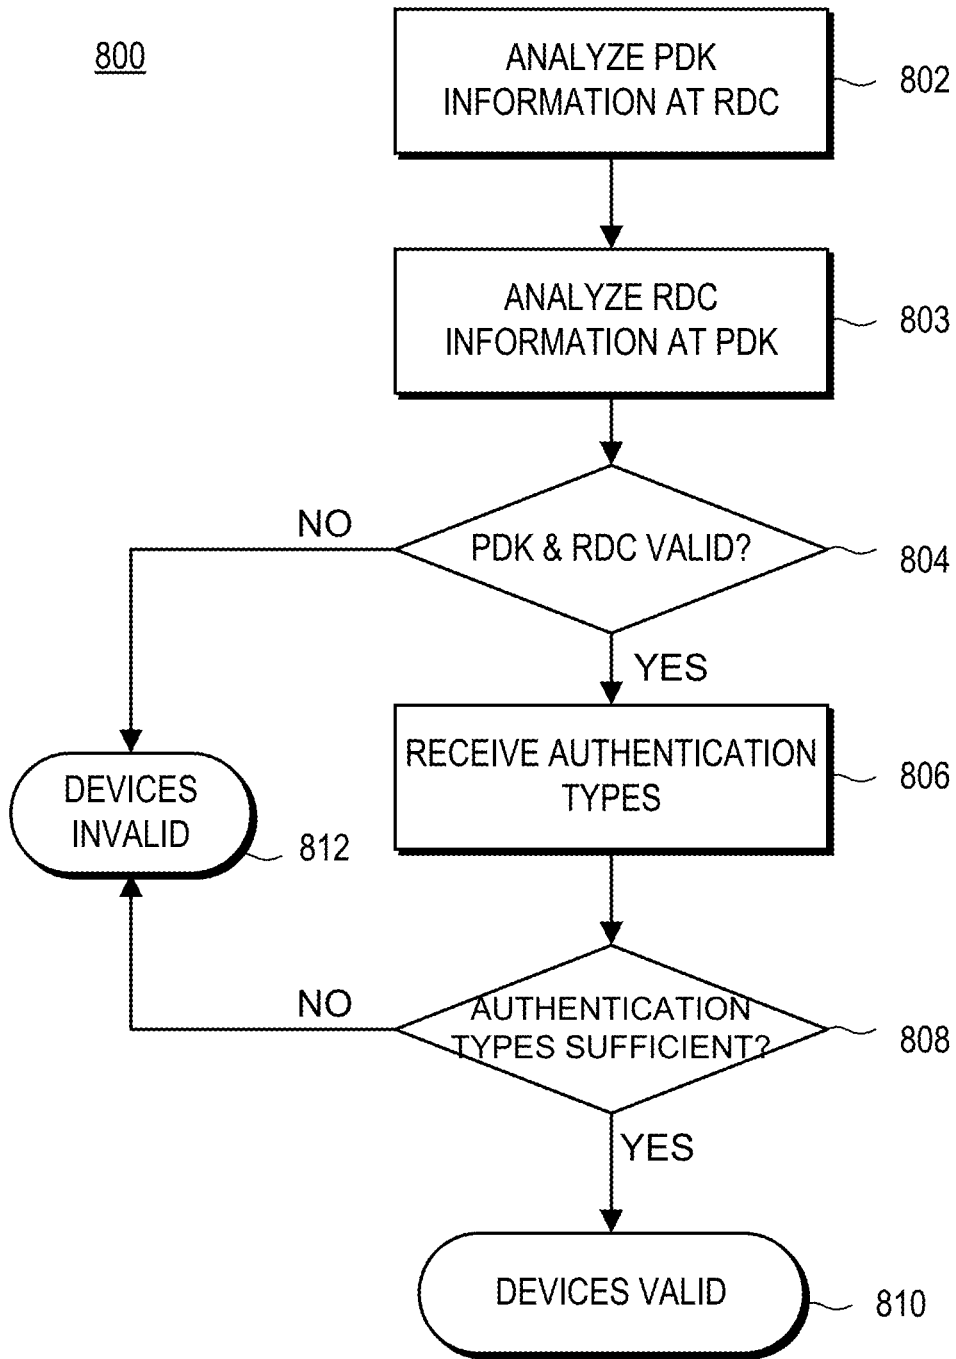 800
ANALYZE PDK
INFORMATION AT RDC
802
ANALYZE RDC
INFORMATION AT PDK
803
NO
PDK & RDC VALID?
804
YES
RECEIVE AUTHENTICATION
TYPES
806
DEVICES
INVALID
812
NO
AUTHENTICATION
TYPES SUFFICIENT?
808
YES
DEVICES VALID
810